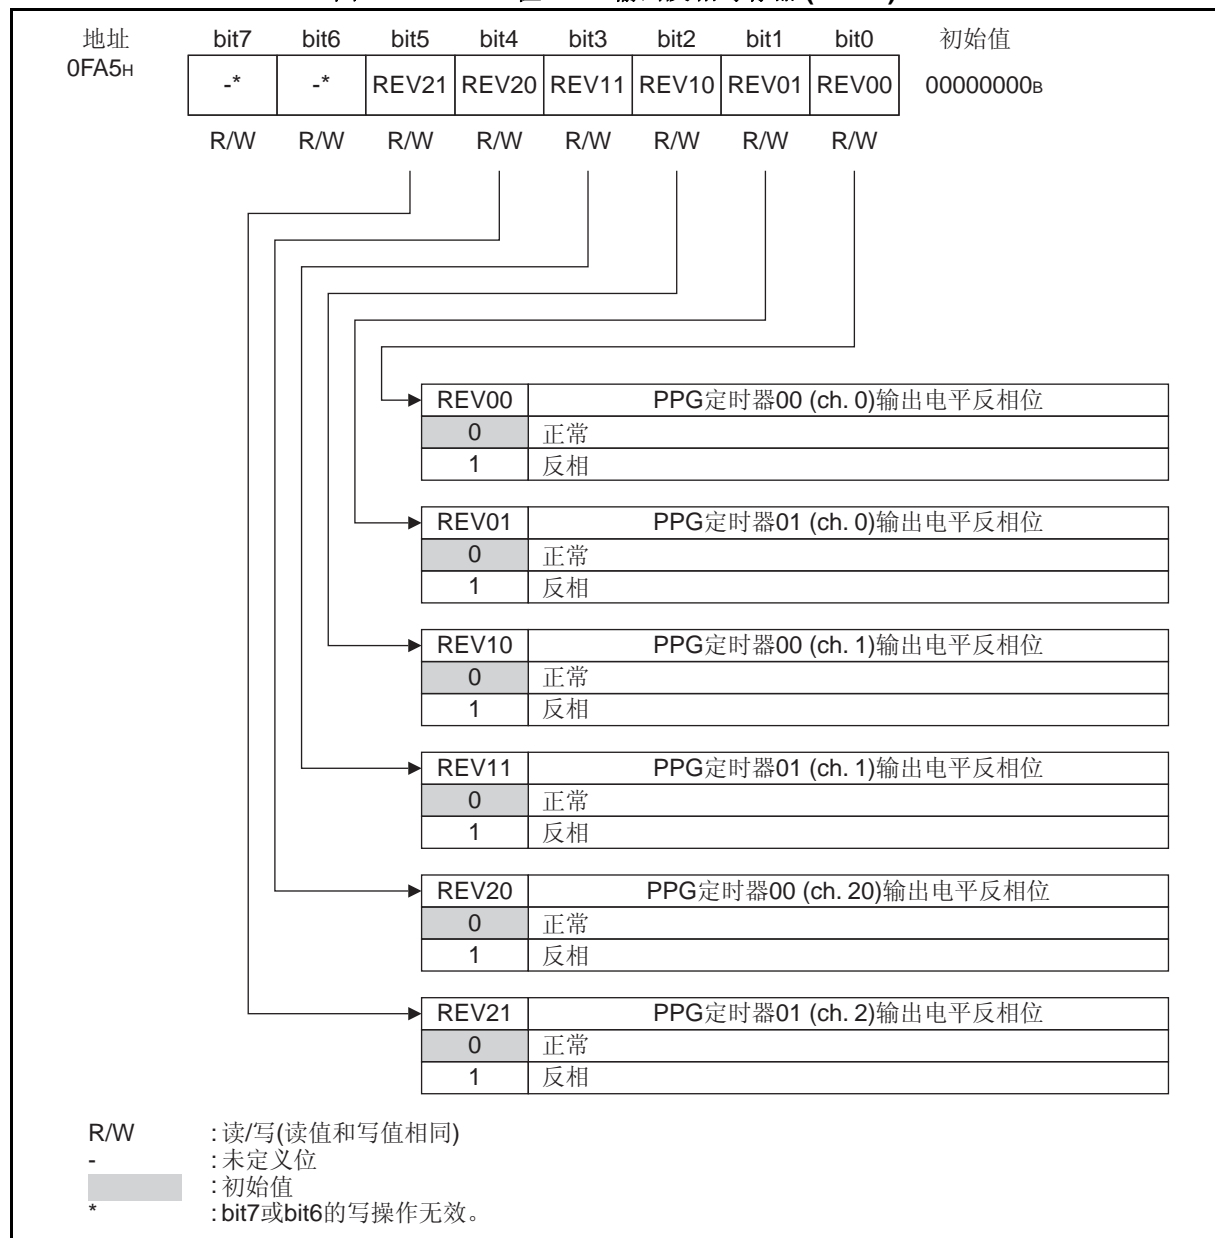 地址 bit7 bit6 bit5 bit4 bit3 bit2 bit1 bit0 初始值
0FA5H -* -* REV21 REV20 REV11 REV10 REV01 REV00 00000000B
R/W R/W R/W R/W R/W R/W R/W R/W
REV00 PPG定时器00 (ch. 0)输出电平反相位
0 正常
1 反相
REV01 PPG定时器01 (ch. 0)输出电平反相位
0 正常
1 反相
REV10 PPG定时器00 (ch. 1)输出电平反相位
0 正常
1 反相
REV11 PPG定时器01 (ch. 1)输出电平反相位
0 正常
1 反相
REV20 PPG定时器00 (ch. 20)输出电平反相位
0 正常
1 反相
REV21 PPG定时器01 (ch. 2)输出电平反相位
0 正常
1 反相
R/W :读/写(读值和写值相同)
- :未定义位
:初始值
* :bit7或bit6的写操作无效。